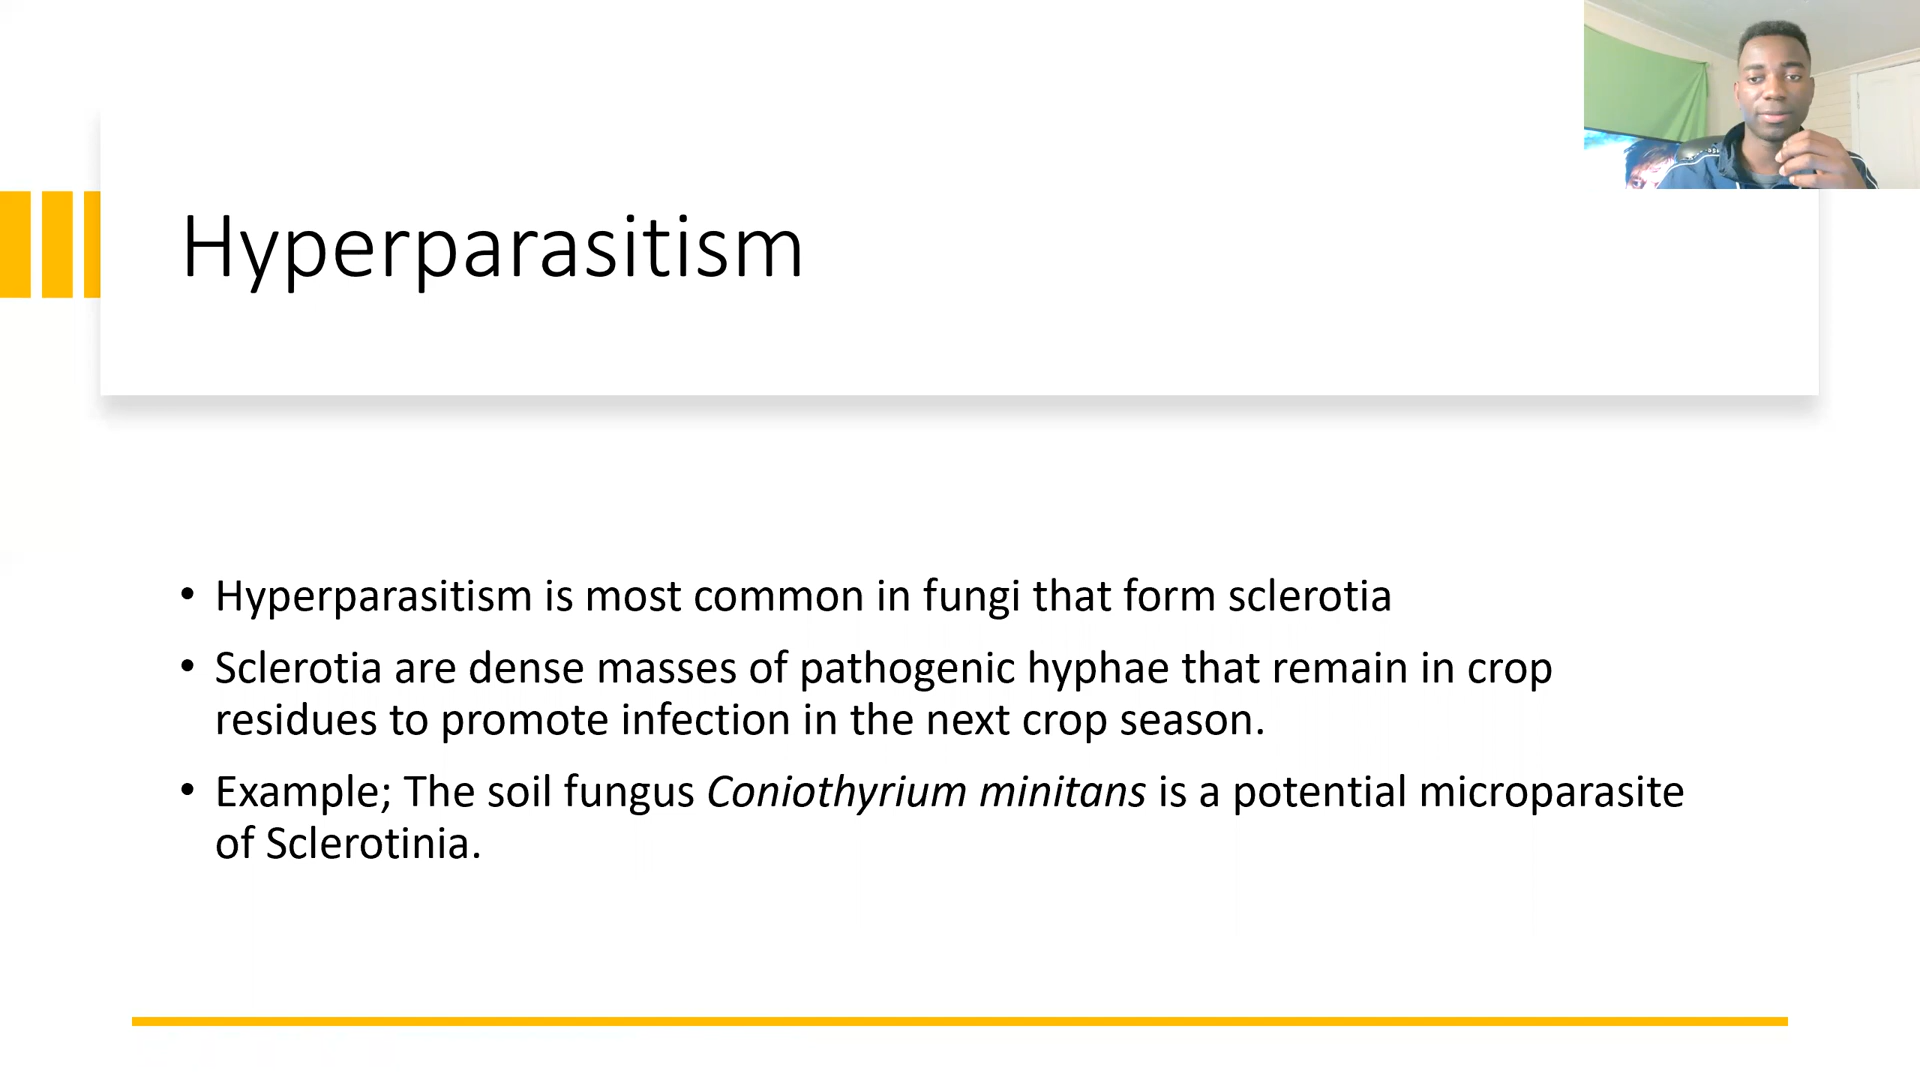 Hyperparasitism
• Hyperparasitism is most common in fungi that form sclerotia
• Sclerotia are dense masses of pathogenic hyphae that remain in crop
residues to promote infection in the next crop season.
• Example; The soil fungus Coniothyrium minitans is a potential microparasite
of Sclerotinia.